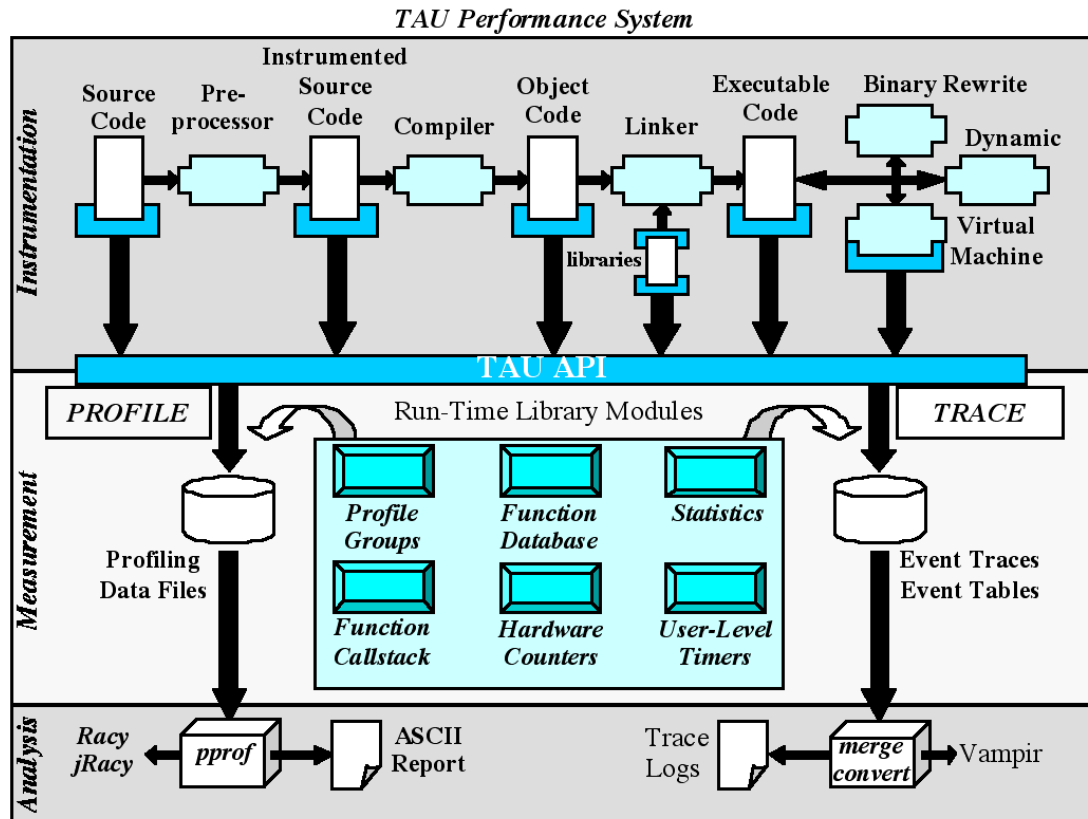 TAU Performance System
Instrumentation
Source
Code
Pre-
processor
Instrumented
Source
Code
Compiler
Object
Code
Linker
Executable
Code
Binary Rewrite
Dynamic
Virtual
Machine
libraries
TAU API
Measurement
PROFILE
Run-Time Library Modules
TRACE
Profile
Groups
Function
Database
Statistics
Profiling
Data Files
Event Traces
Event Tables
Function
Callstack
Hardware
Counters
User-Level
Timers
Analysis
Racy
jRacy
pprof
ASCII
Report
Trace
Logs
merge
convert
Vampir